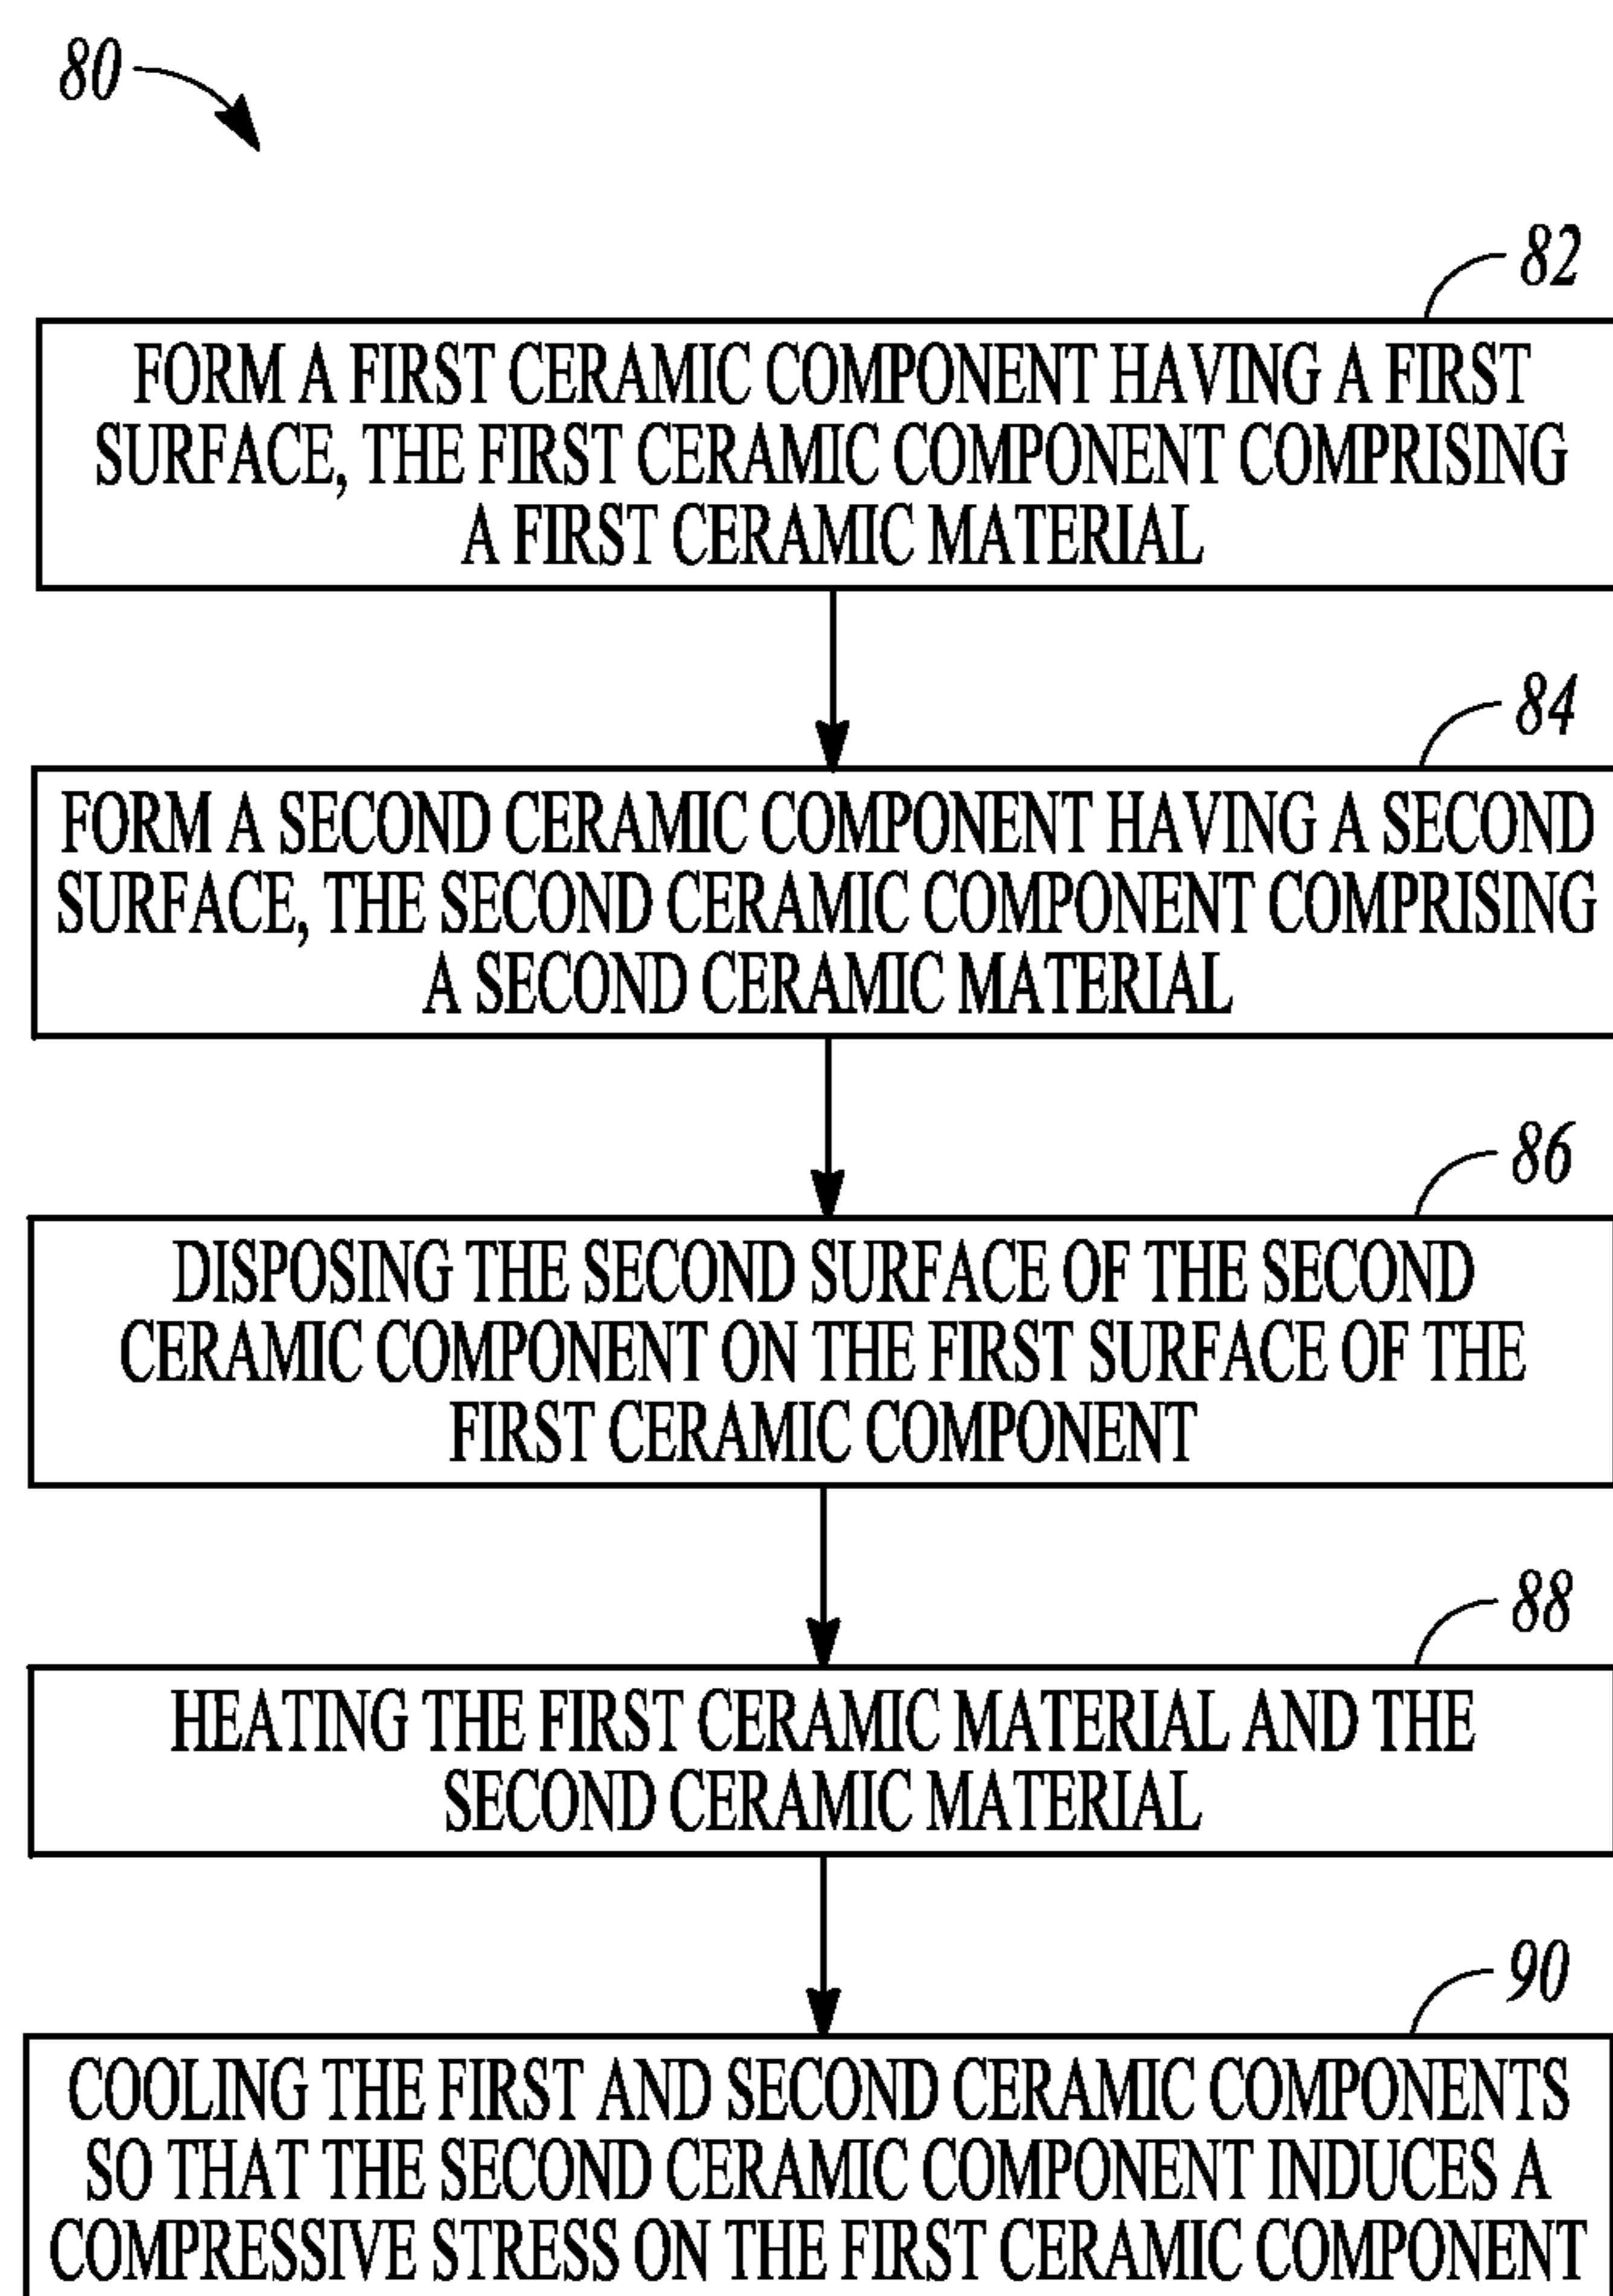 80
82
FORM A FIRST CERAMIC COMPONENT HAVING A FIRST
SURFACE, THE FIRST CERAMIC COMPONENT COMPRISING
A FIRST CERAMIC MATERIAL
84
FORM A SECOND CERAMIC COMPONENT HAVING A SECOND
SURFACE, THE SECOND CERAMIC COMPONENT COMPRISING
A SECOND CERAMIC MATERIAL
86
DISPOSING THE SECOND SURFACE OF THE SECOND
CERAMIC COMPONENT ON THE FIRST SURFACE OF THE
FIRST CERAMIC COMPONENT
88
HEATING THE FIRST CERAMIC MATERIAL AND THE
SECOND CERAMIC MATERIAL
90
COOLING THE FIRST AND SECOND CERAMIC COMPONENTS
SO THAT THE SECOND CERAMIC COMPONENT INDUCES A
COMPRESSIVE STRESS ON THE FIRST CERAMIC COMPONENT